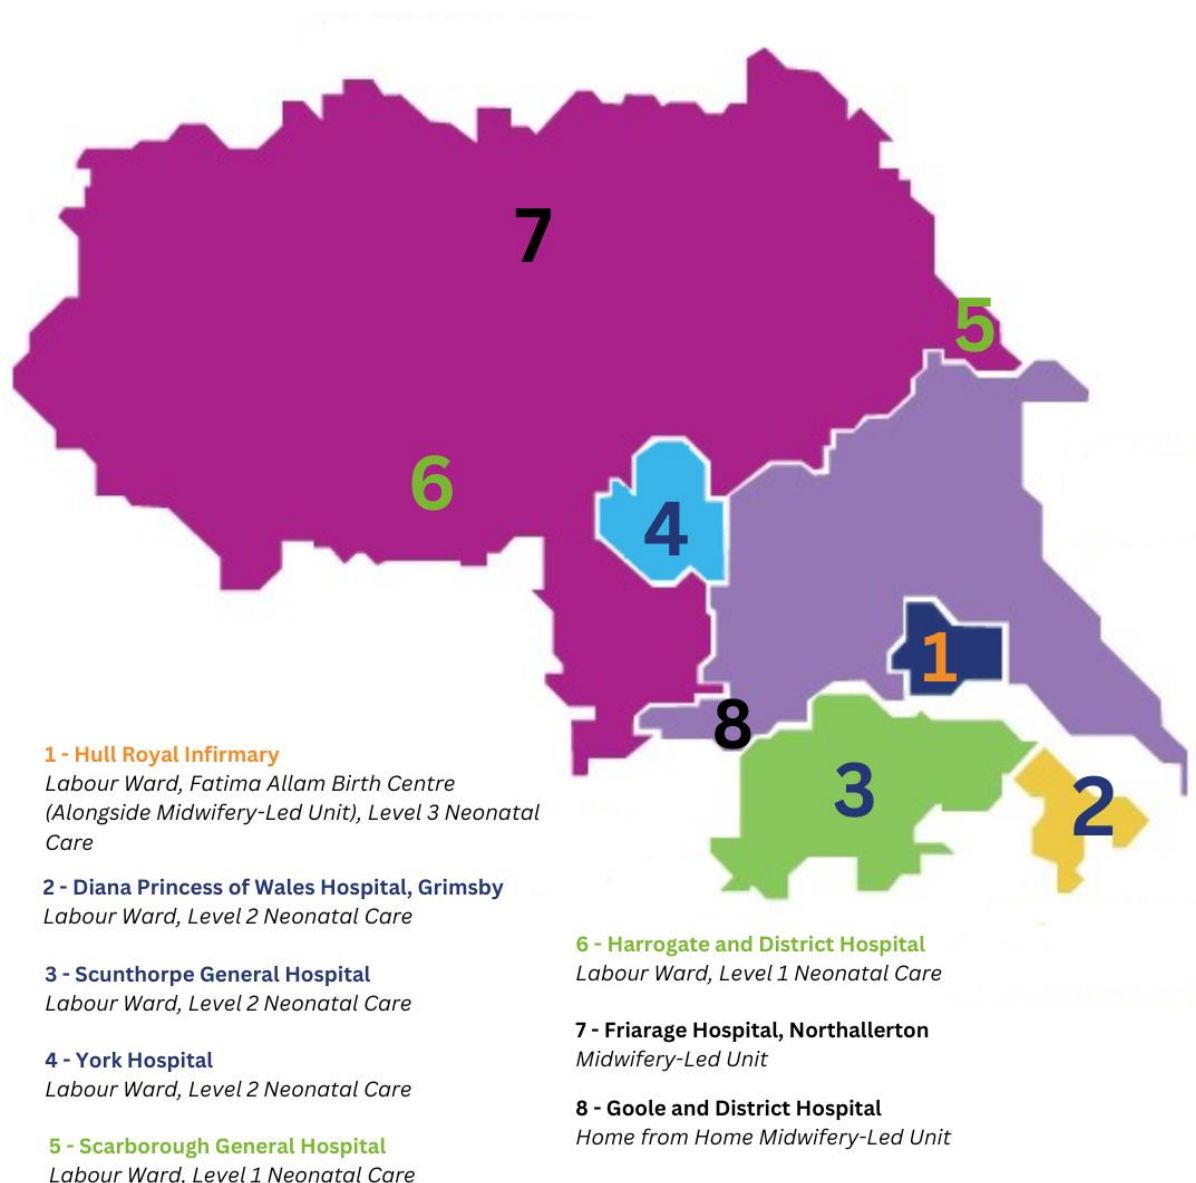 7
5
6
4
1
8
3
2
1 - Hull Royal Infirmary
Labour Ward, Fatima Allam Birth Centre
(Alongside Midwifery-Led Unit), Level 3 Neonatal
Care
2 - Diana Princess of Wales Hospital, Grimsby
Labour Ward, Level 2 Neonatal Care
3 - Scunthorpe General Hospital
Labour Ward, Level 2 Neonatal Care
4 - York Hospital
Labour Ward, Level 2 Neonatal Care
5 - Scarborough General Hospital
Labour Ward, Level 1 Neonatal Care
6 - Harrogate and District Hospital
Labour Ward, Level 1 Neonatal Care
7 - Friarage Hospital, Northallerton
Midwifery-Led Unit
8 - Goole and District Hospital
Home from Home Midwifery-Led Unit